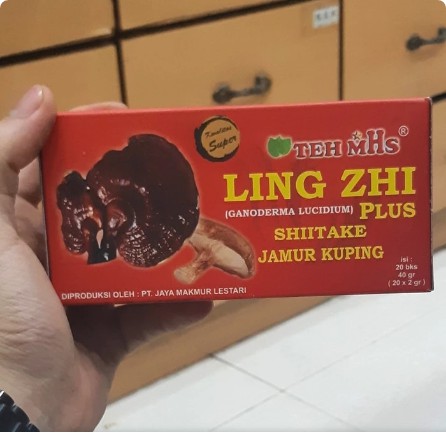 Kwalitas
Super
TEH MHS®
LING ZHI
(GANODERMA LUCIDIUM) PLUS
SHIITAKE
JAMUR KUPING
isi :
20 bks
40 gr
( 20 x 2 gr )
DIPRODUKSI OLEH : PT. JAYA MAKMUR LESTARI